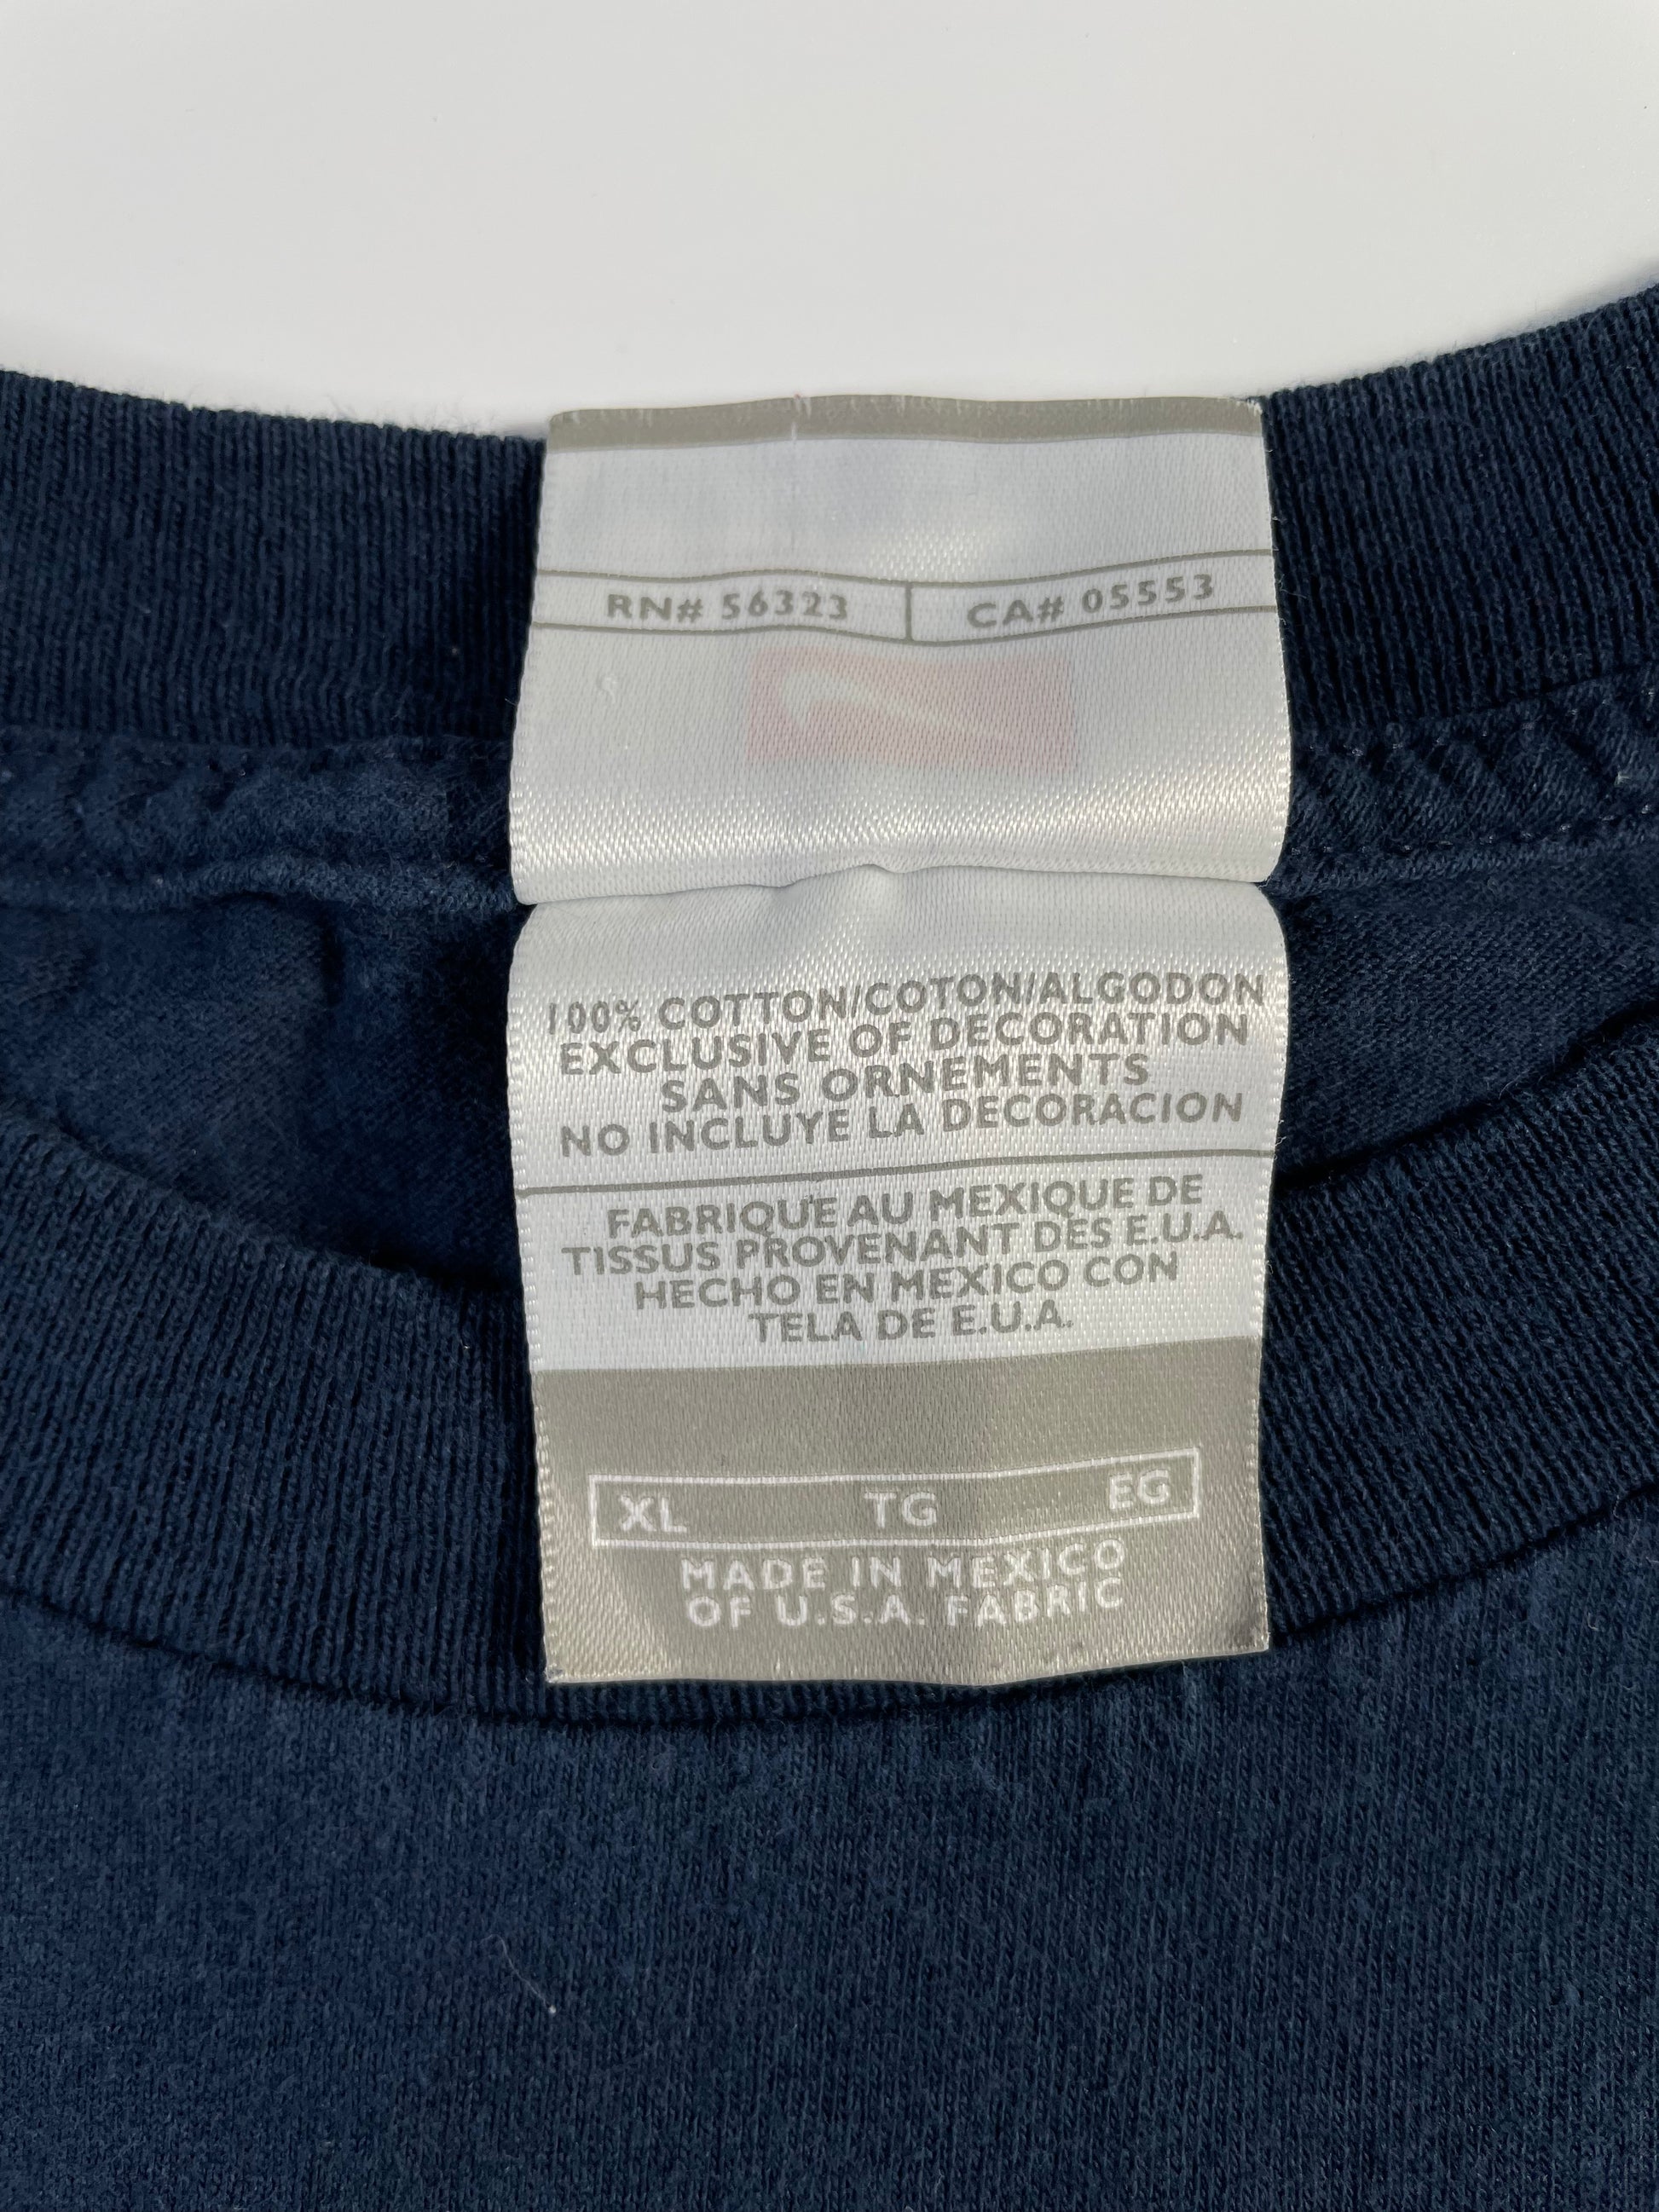 RN# 56323 CA# 05553
100% COTTON/COTON/ALGODON
EXCLUSIVE OF DECORATION
SANS ORNEMENTS
NO INCLUYE LA DECORACION
FABRIQUE AU MEXIQUE DE
TISSUS PROVENANT DES E.U.A.
HECHO EN MEXICO CON
TELA DE E.U.A.
XL TG EG
MADE IN MEXICO
OF U.S.A. FABRIC